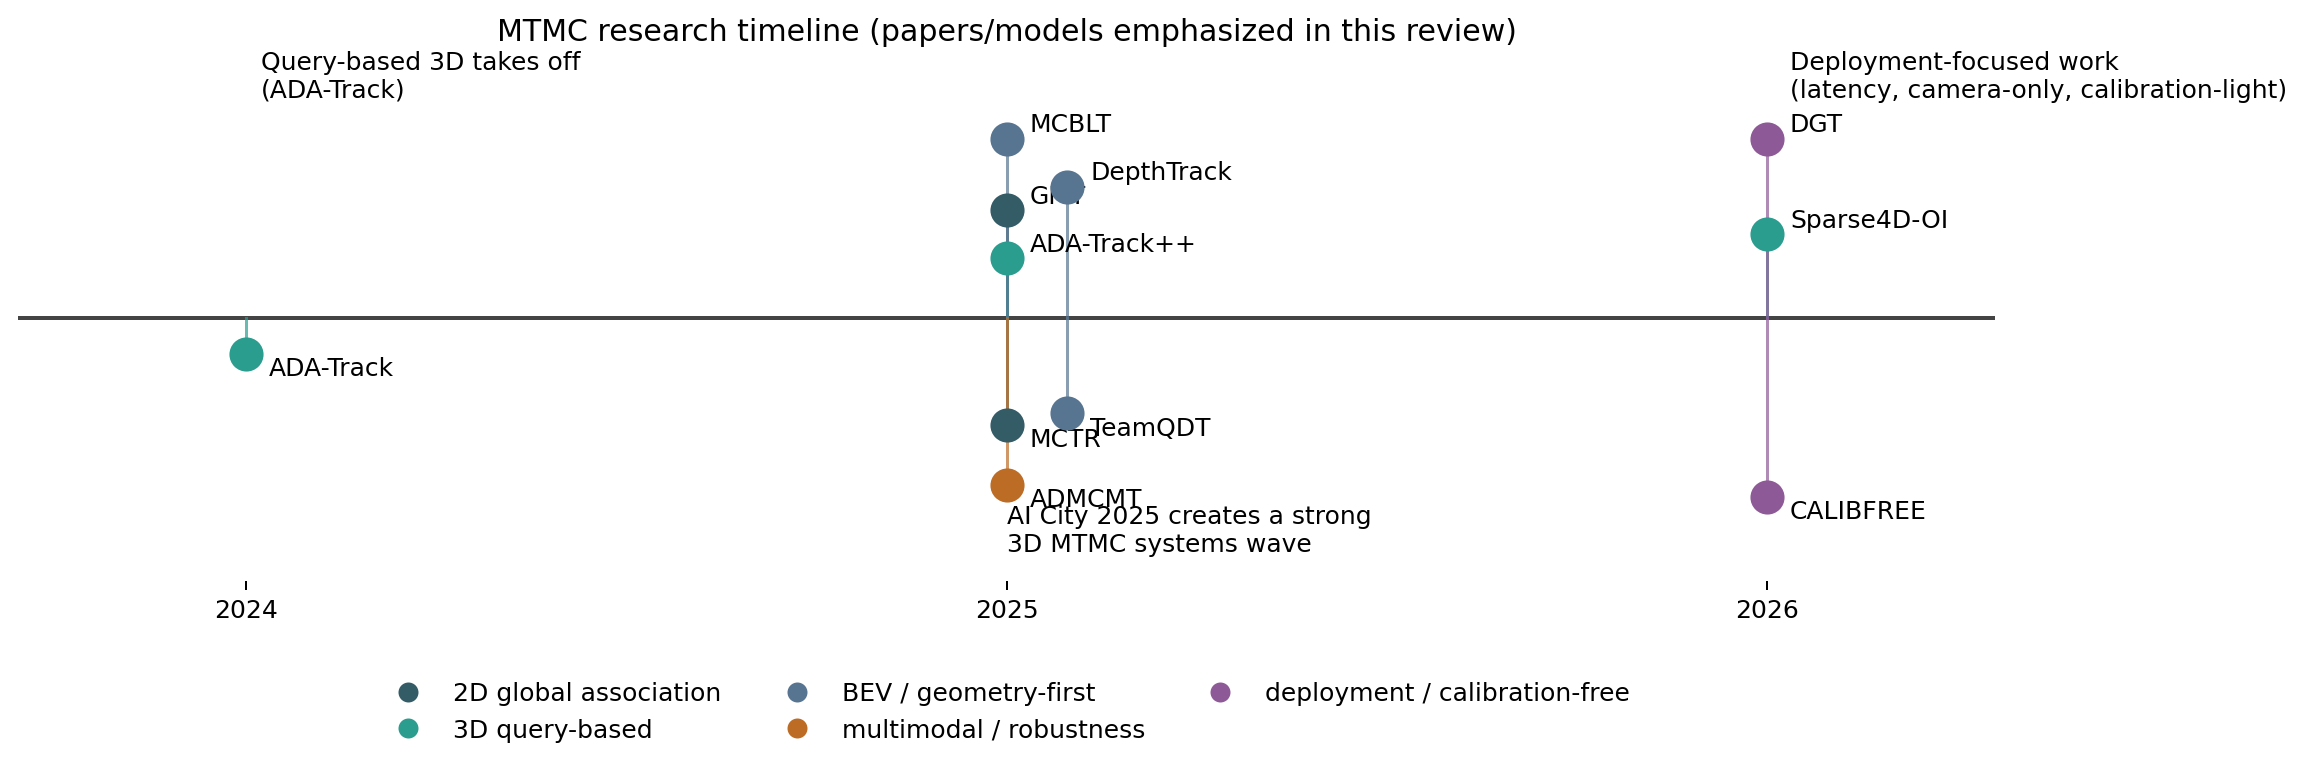 MTMC research timeline (papers/models emphasized in this review)
Query-based 3D takes off
(ADA-Track)
Deployment-focused work
(latency, camera-only, calibration-light)
MCBLT
DGT
DepthTrack
Sparse4D-OI
ADA-Track++
ADA-Track
TeamQDT
MCTR
ADMCMT
CALIBFREE
AI City 2025 creates a strong
3D MTMC systems wave
2024
2025
2026
2D global association
3D query-based
BEV / geometry-first
multimodal / robustness
deployment / calibration-free